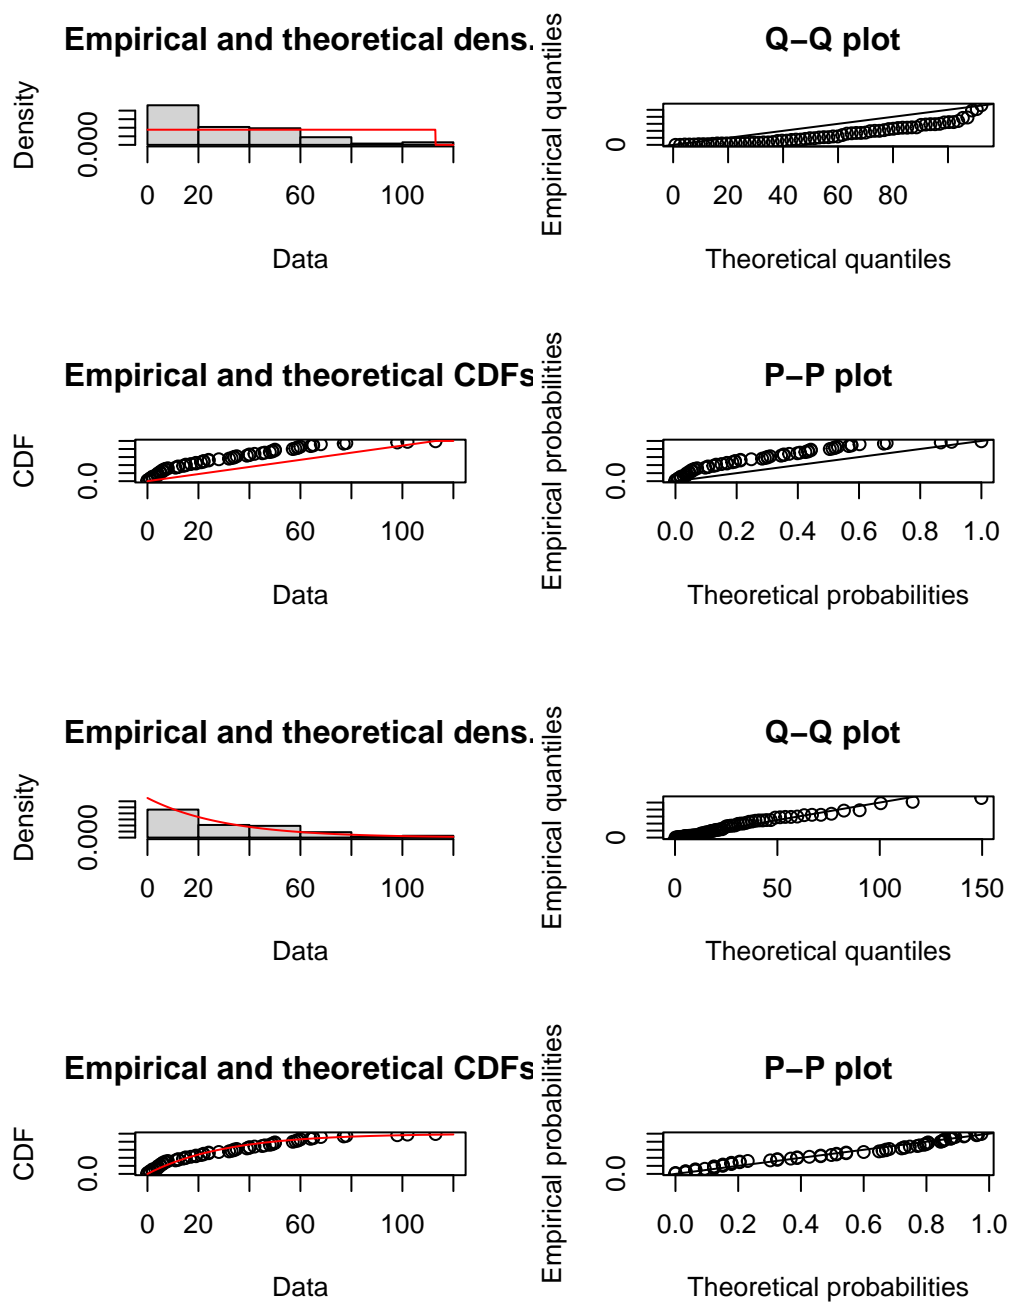 Empirical and theoretical dens.
Density
0.000
0 20 60 100
Data
Q−Q plot
Empirical quantiles
0
0 20 40 60 80
Theoretical quantiles
Empirical and theoretical CDFs
CDF
0.0
0 20 60 100
Data
P−P plot
Empirical probabilities
0.0
0.0 0.2 0.4 0.6 0.8 1.0
Theoretical probabilities
Empirical and theoretical dens.
Density
0.000
0 20 60 100
Data
Q−Q plot
Empirical quantiles
0
0 50 100 150
Theoretical quantiles
Empirical and theoretical CDFs
CDF
0.0
0 20 60 100
Data
P−P plot
Empirical probabilities
0.0
0.0 0.2 0.4 0.6 0.8 1.0
Theoretical probabilities